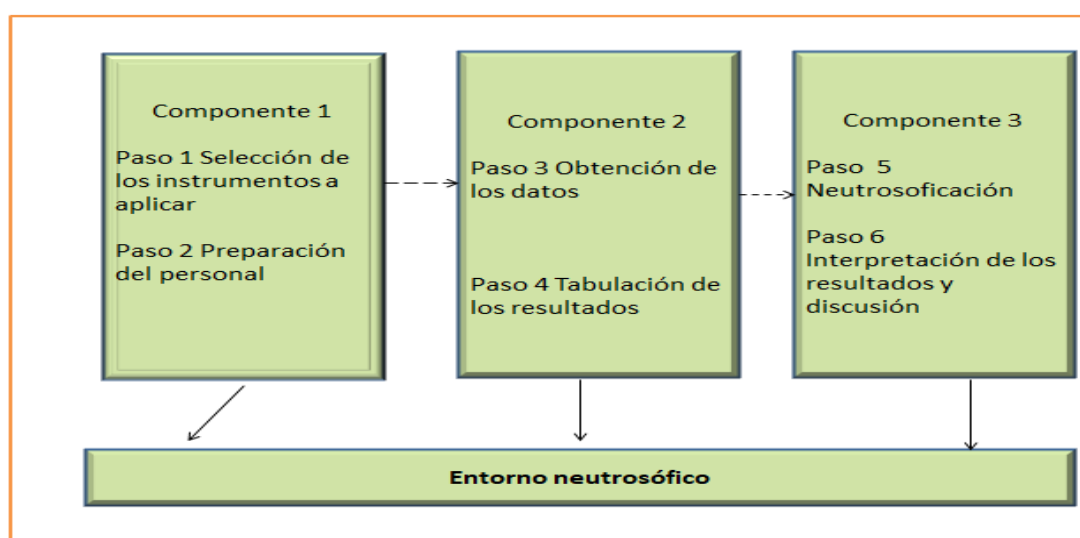 Componente 1
Paso 1 Selección de
los instrumentos a
aplicar
Paso 2 Preparación
del personal
Componente 2
Paso 3 Obtención de
los datos
Paso 4 Tabulación de
los resultados
Componente 3
Paso 5
Neutrosoficación
Paso 6
Interpretación de los
resultados y
discusión
Entorno neutrosófico